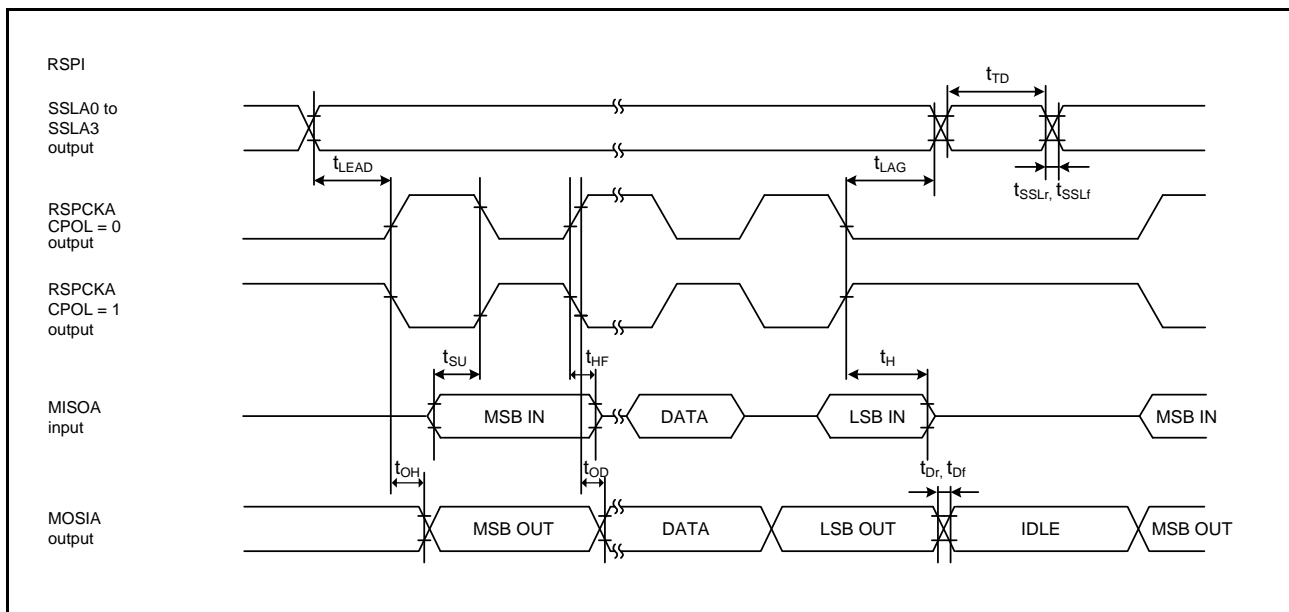 RSPI
SSLA0 to
SSLA3
output
tTD
tLEAD
tLAG
tSSLr, tSSLf
RSPCKA
CPOL = 0
output
RSPCKA
CPOL = 1
output
tSU
tHF
tH
MISOA
input
MSB IN
DATA
LSB IN
MSB IN
tOH
tOD
tDr, tDf
MOSIA
output
MSB OUT
DATA
LSB OUT
IDLE
MSB OUT